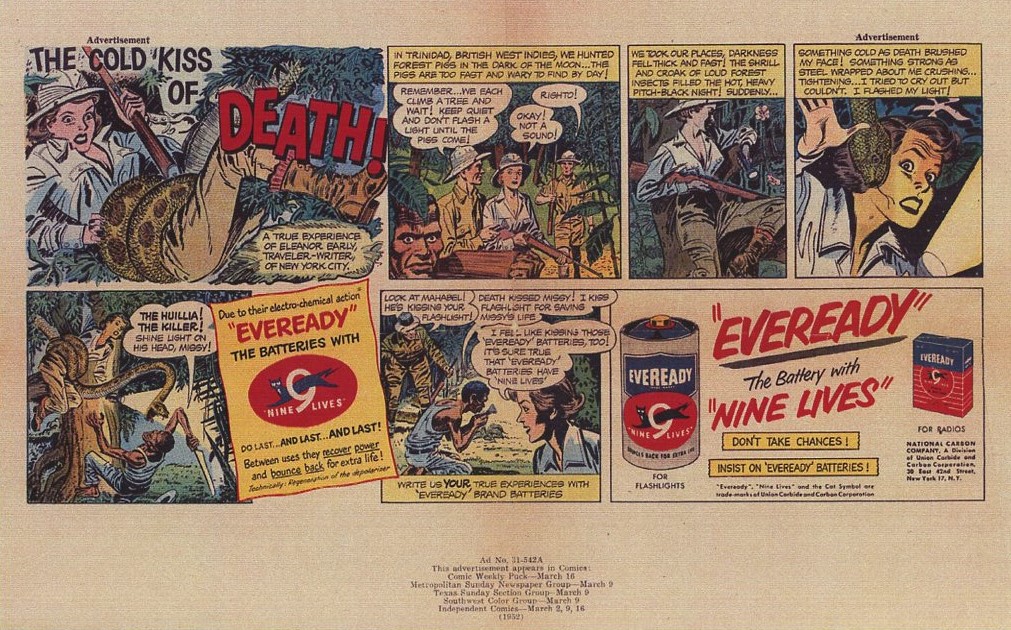 Advertisement
Advertisement
THE COLD KISS
OF
DEATH!
A TRUE EXPERIENCE
OF ELEANOR EARLY,
TRAVELER-WRITER,
OF NEW YORK CITY.
IN TRINIDAD, BRITISH WEST INDIES, WE HUNTED
FOREST PIGS IN THE DARK OF THE MOON...THE
PIGS ARE TOO FAST AND WARY TO FIND BY DAY!
REMEMBER...WE EACH
CLIMB A TREE AND
WAIT! KEEP QUIET
AND DON'T FLASH A
LIGHT UNTIL THE
PIGS COME!
OKAY!
NOT A
SOUND!
RIGHTO!
WE TOOK OUR PLACES, DARKNESS
FELL THICK AND FAST! THE SHRILL
AND CROAK OF LOUD FOREST
INSECTS FILLED THE HOT, HEAVY
PITCH-BLACK NIGHT! SUDDENLY...
SOMETHING COLD AS DEATH BRUSHED
MY FACE! SOMETHING STRONG AS
STEEL WRAPPED ABOUT ME CRUSHING...
TIGHTENING...I TRIED TO CRY OUT BUT
COULDN'T. I FLASHED MY LIGHT!
THE HUILLIA!
THE KILLER!
SHINE LIGHT ON
HIS HEAD, MISSY!
Due to their electro-chemical action*
"EVEREADY"
THE BATTERIES WITH
9
"NINE LIVES"
DO LAST...AND LAST...AND LAST!
Between uses they recover power
and bounce back for extra life!
*Technically: Regeneration of the depolarizer
LOOK AT MAHABEL!
HE'S KISSING YOUR
FLASHLIGHT!
DEATH KISSED MISSY! I KISS
FLASHLIGHT FOR SAVING
MISSY'S LIFE
I FEEL LIKE KISSING THOSE
'EVEREADY' BATTERIES, TOO!
IT'S SURE TRUE
THAT 'EVEREADY'
BATTERIES HAVE
'NINE LIVES'
WRITE US YOUR TRUE EXPERIENCES WITH
'EVEREADY' BRAND BATTERIES
EVEREADY
9
"NINE LIVES"
BOUNCES BACK FOR EXTRA LIFE
FOR
FLASHLIGHTS
"EVEREADY"
The Battery with
"NINE LIVES"
DON'T TAKE CHANCES!
INSIST ON 'EVEREADY' BATTERIES!
"Eveready", "Nine Lives" and the Cat Symbol are
trade-marks of Union Carbide and Carbon Corporation
EVEREADY
9
FOR RADIOS
NATIONAL CARBON
COMPANY, A Division
of Union Carbide and
Carbon Corporation,
30 East 42nd Street,
New York 17, N.Y.
Ad No. 31-542A
This advertisement appears in Comics:
Comic Weekly Puck—March 16
Metropolitan Sunday Newspaper Group—March 9
Texas Sunday Section Group—March 9
Southwest Color Group—March 9
Independent Comics—March 2, 9, 16
(1952)